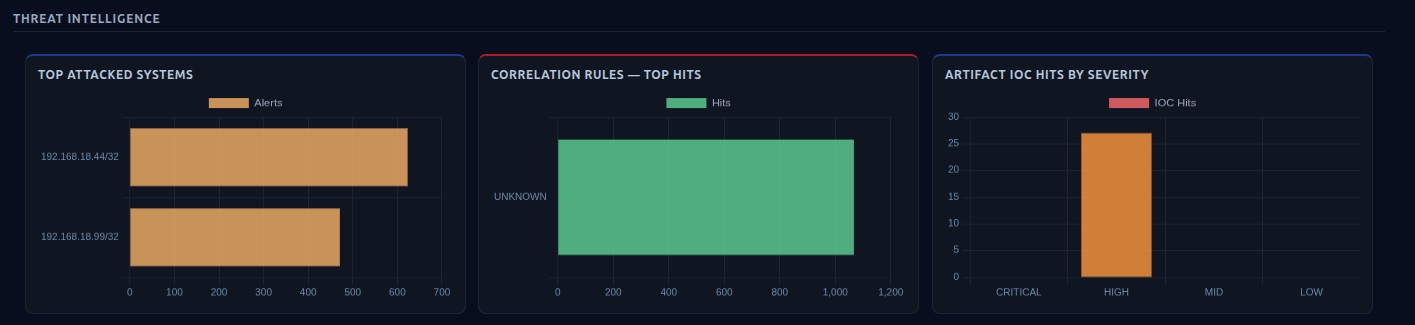 THREAT INTELLIGENCE
TOP ATTACKED SYSTEMS
Alerts
192.168.18.44/32
192.168.18.99/32
0 100 200 300 400 500 600 700
CORRELATION RULES — TOP HITS
Hits
UNKNOWN
0 200 400 600 800 1,000 1,200
ARTIFACT IOC HITS BY SEVERITY
IOC Hits
30
25
20
15
10
5
0
CRITICAL HIGH MID LOW